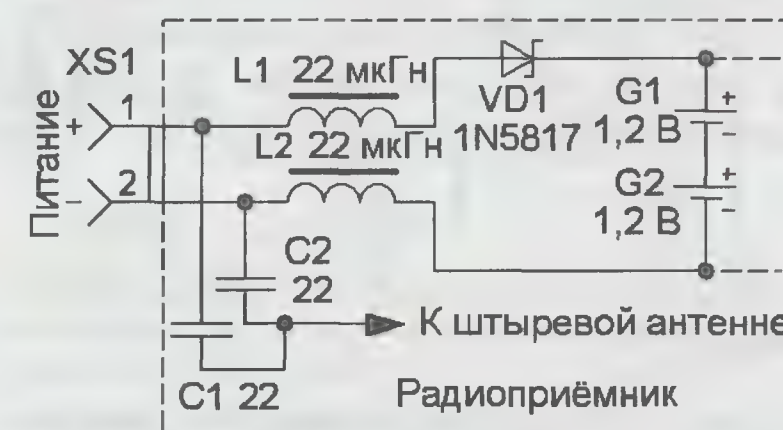 XS1
Питание
+ 1
− 2
L1 22 мкГн
L2 22 мкГн
VD1
1N5817
G1
1,2 В
+
−
G2
1,2 В
+
−
C2
22
К штыревой антенне
C1 22
Радиоприёмник